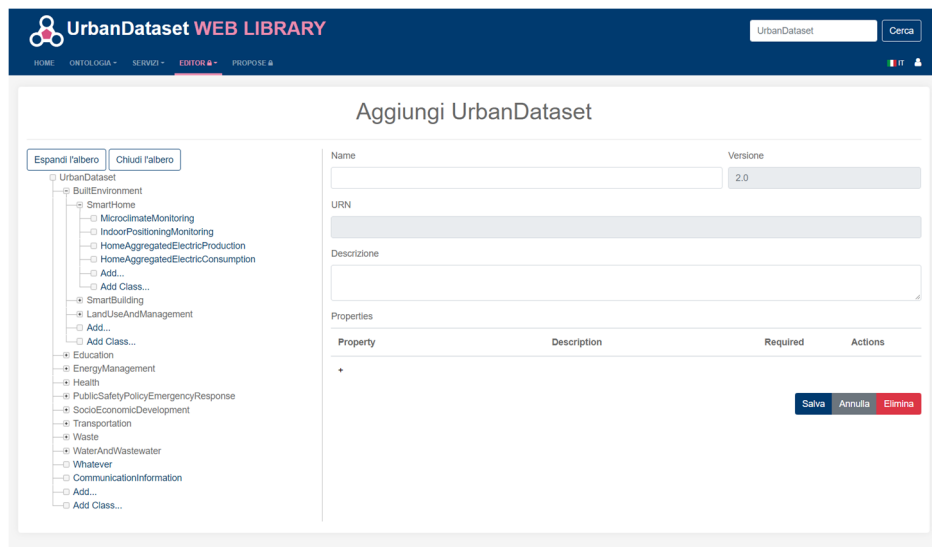 UrbanDataset WEB LIBRARY
UrbanDataset
Cerca
HOME ONTOLOGIA SERVIZI EDITOR PROPOSE
IT
Aggiungi UrbanDataset
Espandi l'albero Chiudi l'albero
UrbanDataset
BuiltEnvironment
SmartHome
MicroclimateMonitoring
IndoorPositioningMonitoring
HomeAggregatedElectricProduction
HomeAggregatedElectricConsumption
Add...
Add Class...
SmartBuilding
LandUseAndManagement
Add...
Add Class...
Education
EnergyManagement
Health
PublicSafetyPolicyEmergencyResponse
SocioEconomicDevelopment
Transportation
Waste
WaterAndWastewater
Whatever
CommunicationInformation
Add...
Add Class...
Name Versione
2.0
URN
Descrizione
Properties
Property Description Required Actions
+
Salva Annulla Elimina